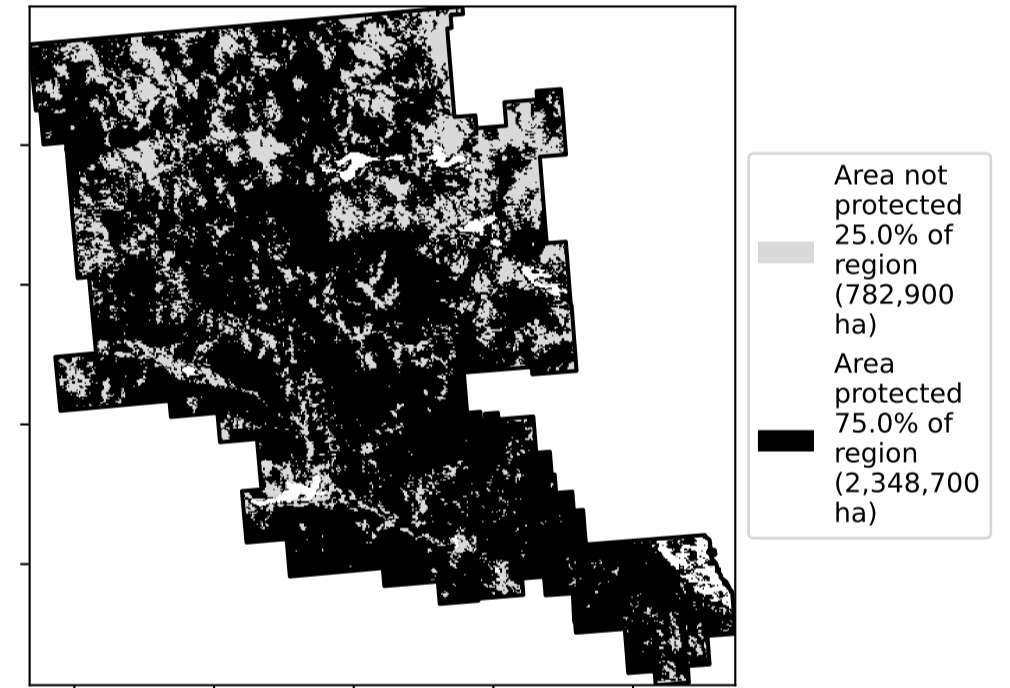 Area not
protected
25.0% of
region
(782,900
ha)
Area
protected
75.0% of
region
(2,348,700
ha)